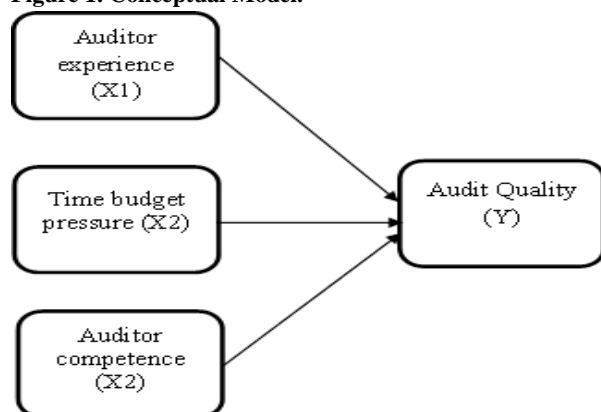 Figure 1. Conceptual Model.
Auditor
experience
(X1)
Time budget
pressure (X2)
Audit Quality
(Y)
Auditor
competence
(X2)